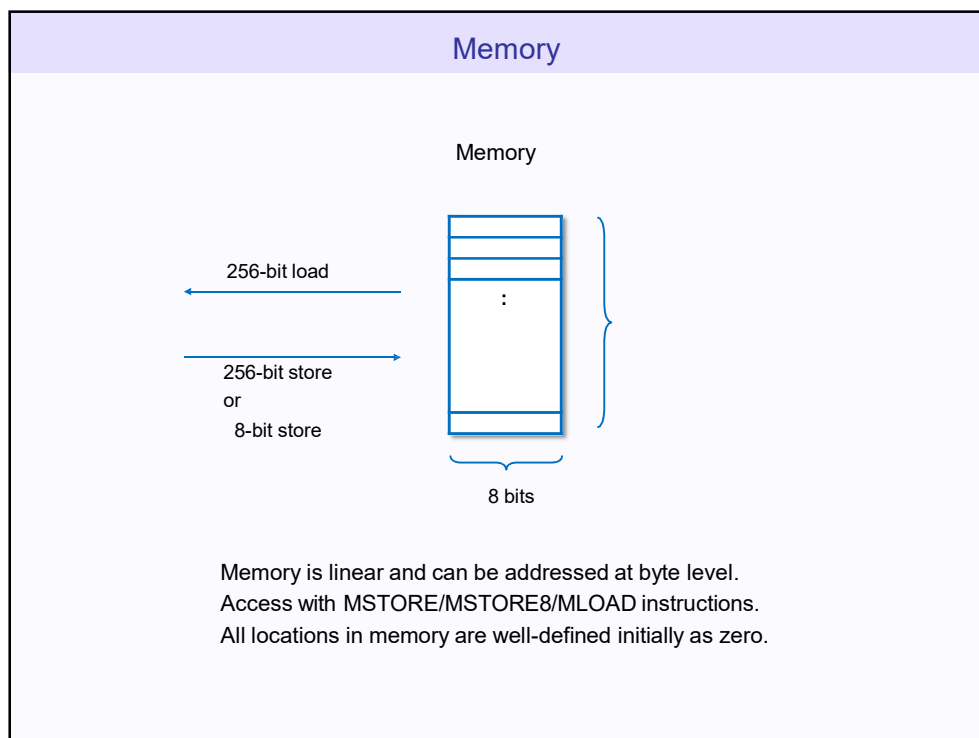 Memory
Memory
256-bit load
:
256-bit store
or
8-bit store
8 bits
Memory is linear and can be addressed at byte level.
Access with MSTORE/MSTORE8/MLOAD instructions.
All locations in memory are well-defined initially as zero.